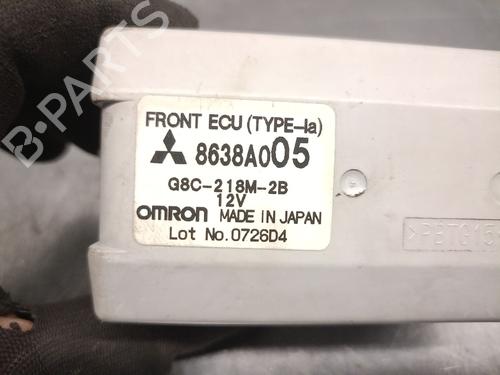 FRONT ECU (TYPE-Ia)
8638A005
G8C-218M-2B
12V
OMRON MADE IN JAPAN
Lot No.0726D4
B-PARTS